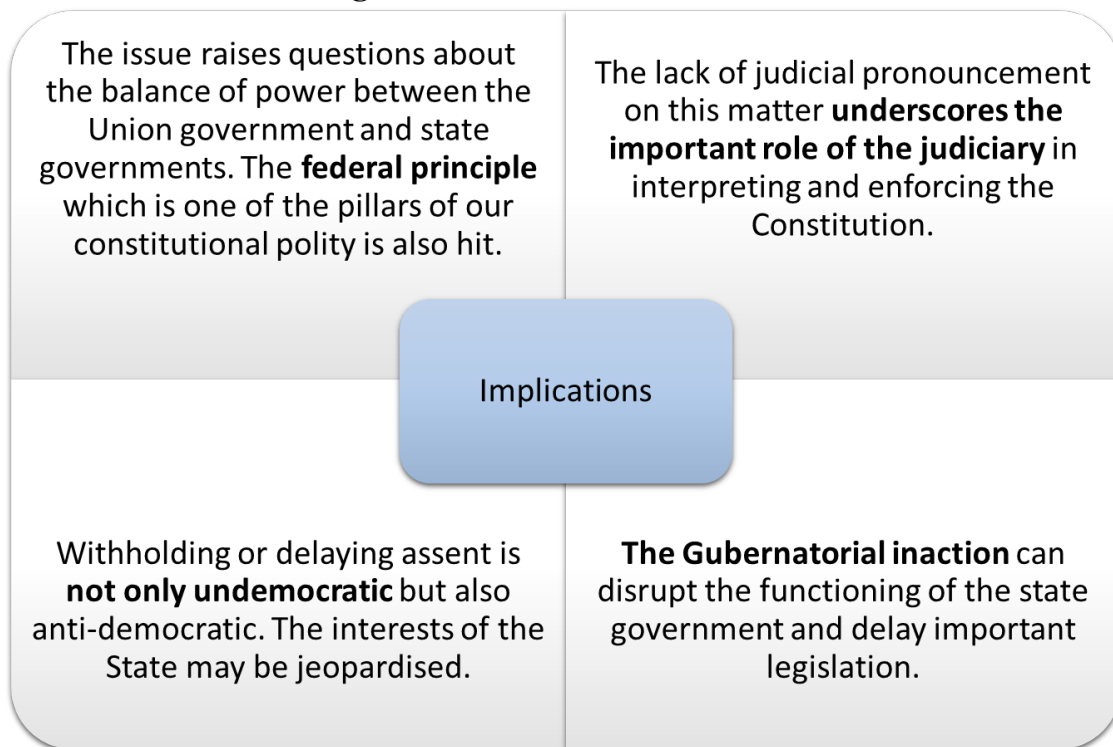 The issue raises questions about
the balance of power between the
Union government and state
governments. The federal principle
which is one of the pillars of our
constitutional polity is also hit.
The lack of judicial pronouncement
on this matter underscores the
important role of the judiciary in
interpreting and enforcing the
Constitution.
Implications
Withholding or delaying assent is
not only undemocratic but also
anti-democratic. The interests of the
State may be jeopardised.
The Gubernatorial inaction can
disrupt the functioning of the state
government and delay important
legislation.